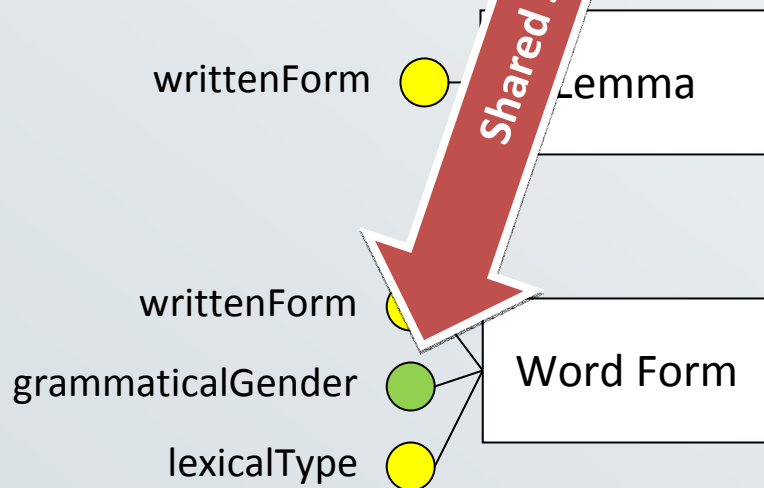 writtenForm
Lemma
Shared
writtenForm
grammaticalGender
Word Form
lexicalType